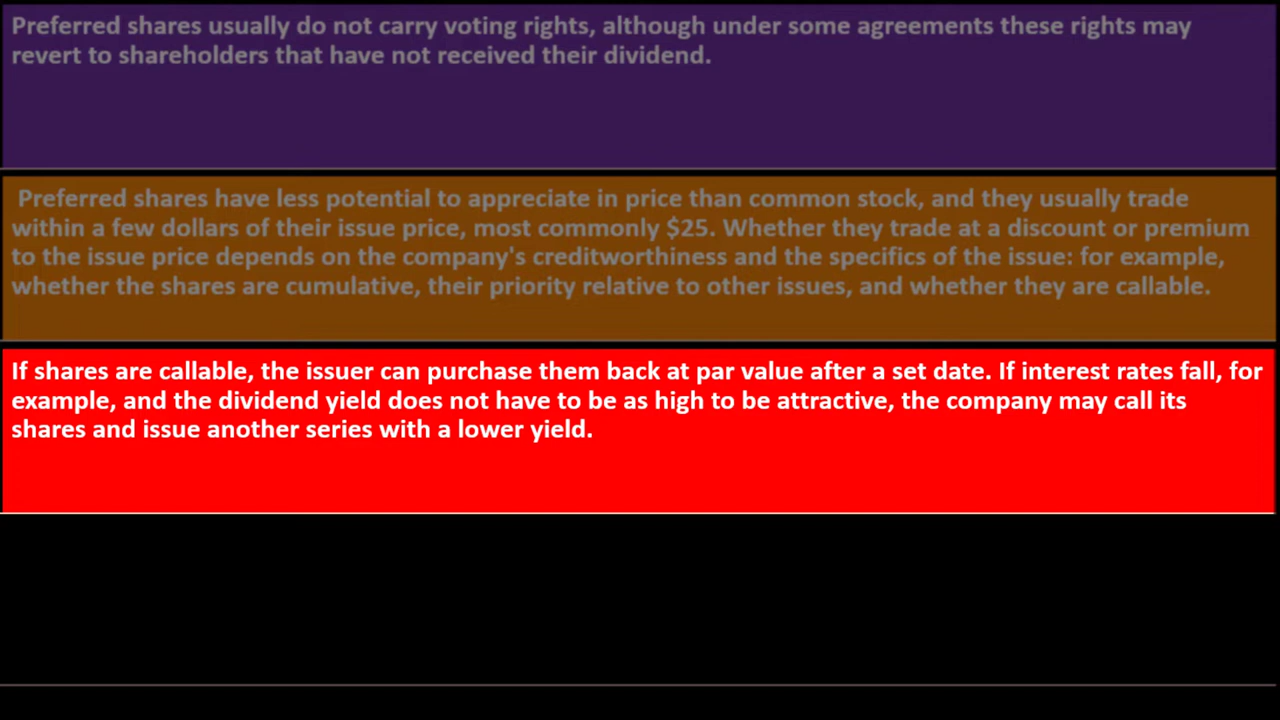 Preferred shares usually do not carry voting rights, although under some agreements these rights may
revert to shareholders that have not received their dividend.
Preferred shares have less potential to appreciate in price than common stock, and they usually trade
within a few dollars of their issue price, most commonly $25. Whether they trade at a discount or premium
to the issue price depends on the company's creditworthiness and the specifics of the issue: for example,
whether the shares are cumulative, their priority relative to other issues, and whether they are callable.
If shares are callable, the issuer can purchase them back at par value after a set date. If interest rates fall, for
example, and the dividend yield does not have to be as high to be attractive, the company may call its
shares and issue another series with a lower yield.